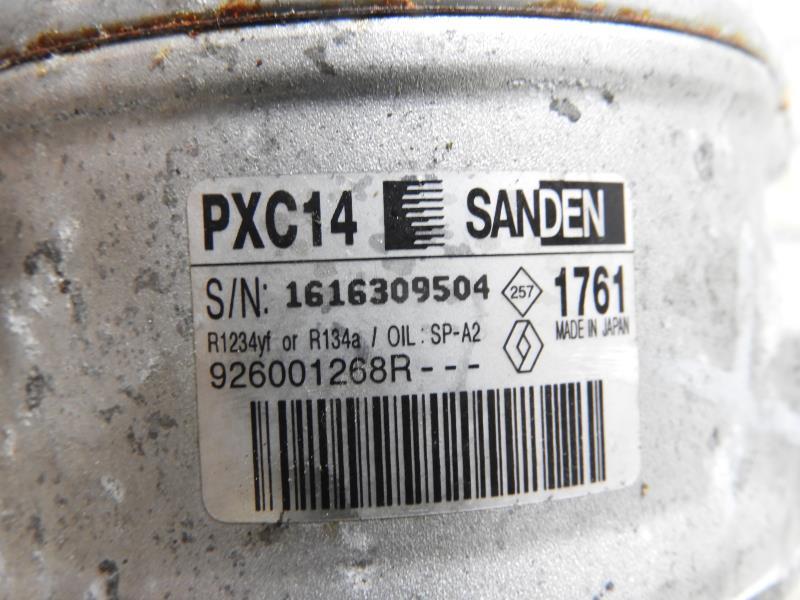 PXC14 SANDEN
S/N: 1616309504 257 1761
MADE IN JAPAN
R1234yf or R134a / OIL: SP-A2
926001268R---